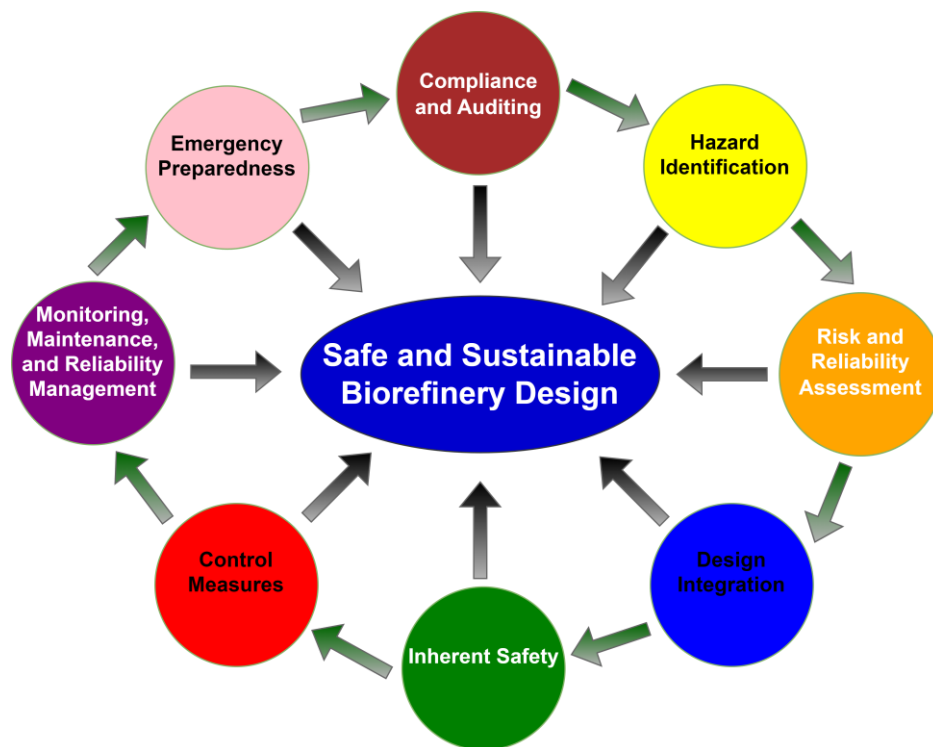 Compliance
and Auditing
Emergency
Preparedness
Hazard
Identification
Monitoring,
Maintenance,
and Reliability
Management
Safe and Sustainable
Biorefinery Design
Risk and
Reliability
Assessment
Control
Measures
Design
Integration
Inherent Safety